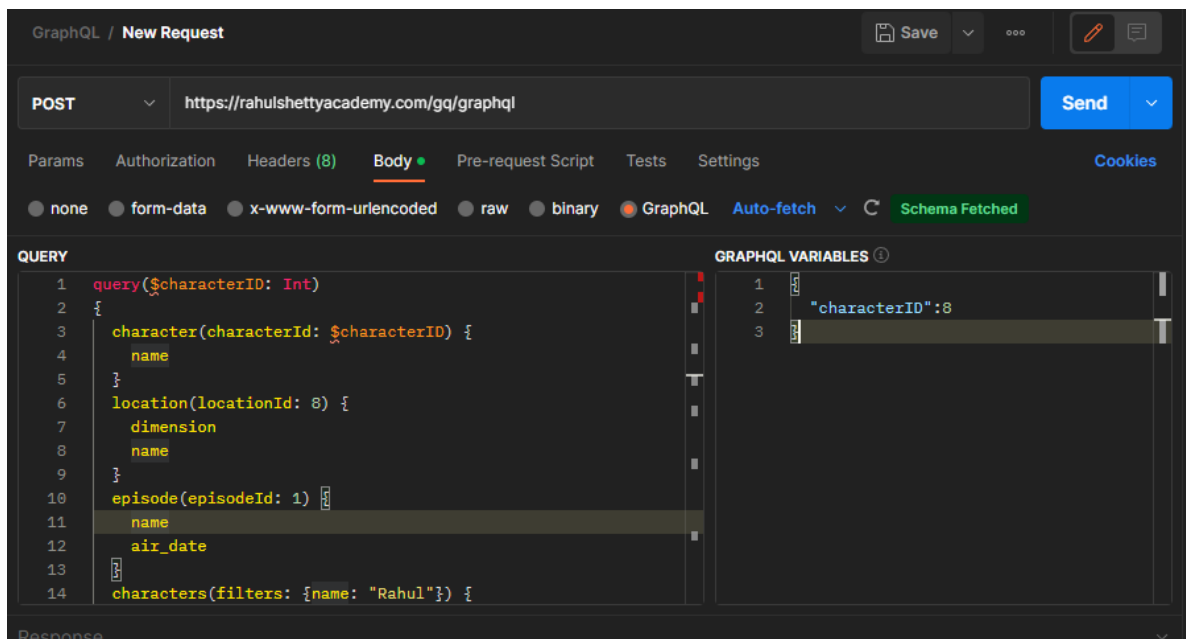 GraphQL / New Request
Save
POST
https://rahulshettyacademy.com/gq/graphql
Send
Params Authorization Headers (8) Body Pre-request Script Tests Settings Cookies
none form-data x-www-form-urlencoded raw binary GraphQL Auto-fetch Schema Fetched
QUERY
1 query($characterID: Int)
2 {
3 character(characterId: $characterID) {
4 name
5 }
6 location(locationId: 8) {
7 dimension
8 name
9 }
10 episode(episodeId: 1) {
11 name
12 air_date
13 }
14 characters(filters: {name: "Rahul"}) {
GRAPHQL VARIABLES
1 {
2 "characterID":8
3 }
Response